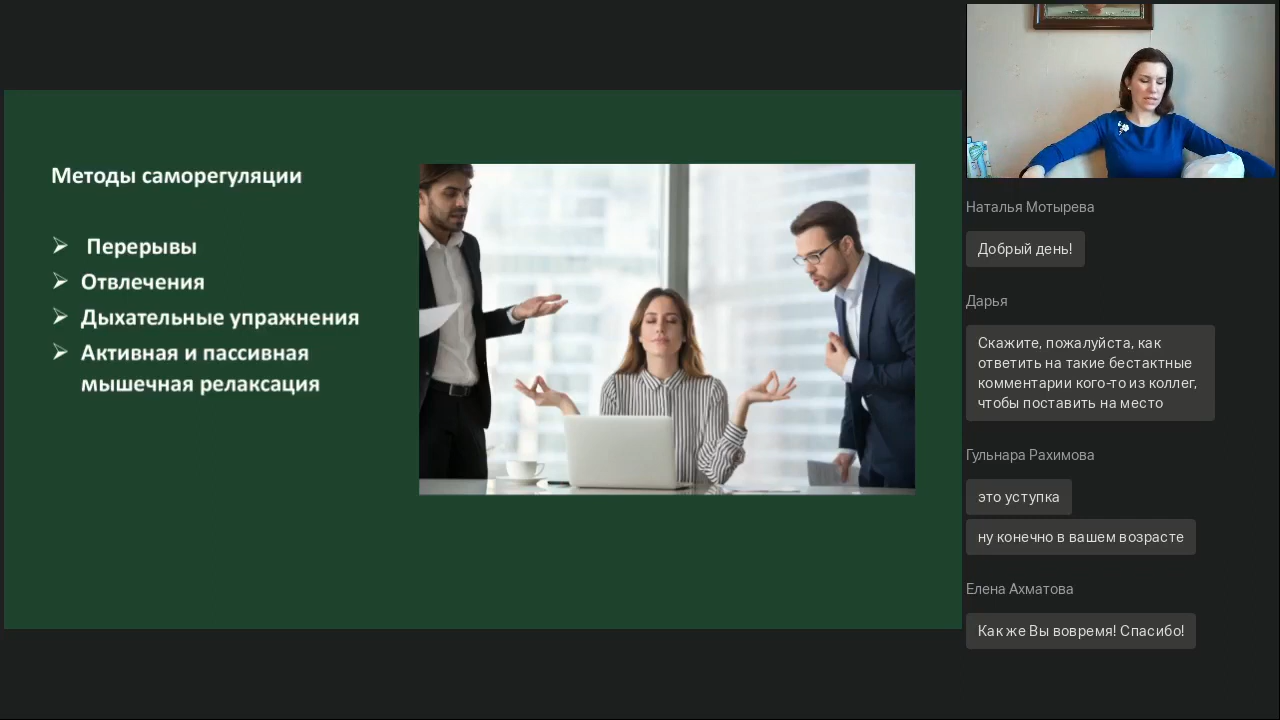 Методы саморегуляции
Перерывы
Отвлечения
Дыхательные упражнения
Активная и пассивная
мышечная релаксация
Наталья Мотырева
Добрый день!
Дарья
Скажите, пожалуйста, как
ответить на такие бестактные
комментарии кого-то из коллег,
чтобы поставить на место
Гульнара Рахимова
это уступка
ну конечно в вашем возрасте
Елена Ахматова
Как же Вы вовремя! Спасибо!